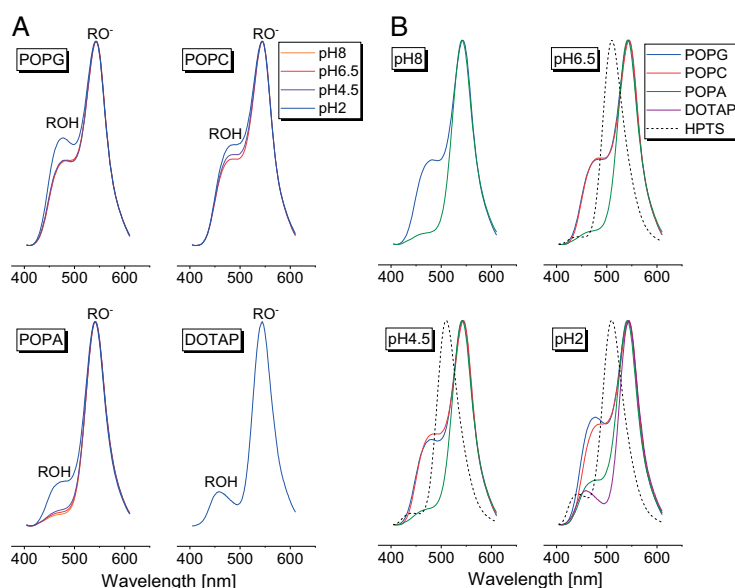 A
RO⁻
POPG
ROH
400 500 600
RO⁻
POPC
ROH
pH8
pH6.5
pH4.5
pH2
400 500 600
RO⁻
POPA
ROH
400 500 600
RO⁻
DOTAP
ROH
400 500 600
Wavelength [nm]
B
pH8
400 500 600
pH6.5
POPG
POPC
POPA
DOTAP
HPTS
400 500 600
pH4.5
400 500 600
pH2
400 500 600
Wavelength [nm]